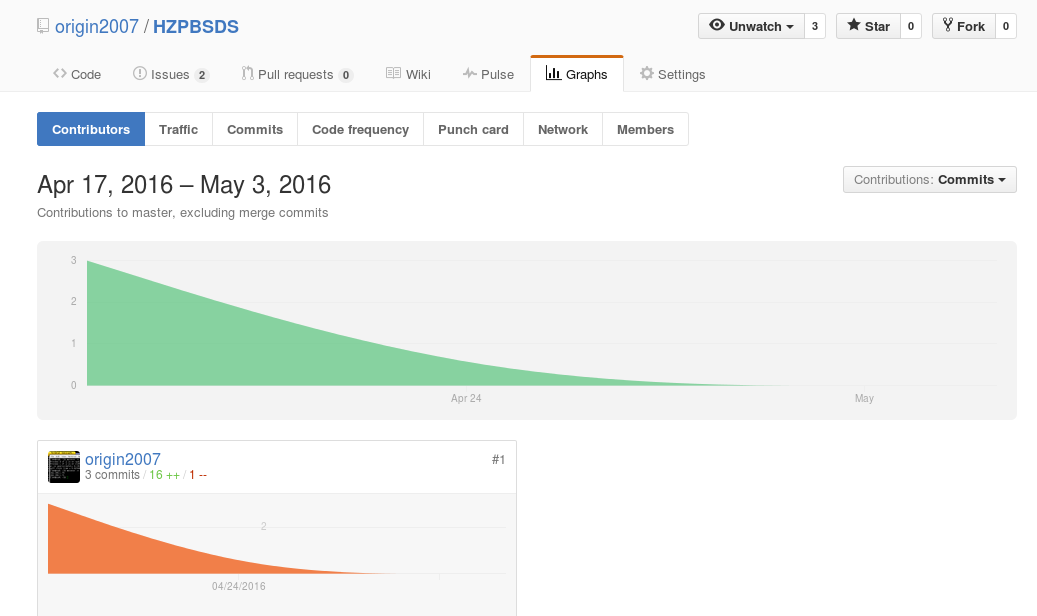 origin2007 / HZPBSDS
Unwatch 3 Star 0 Fork 0
Code Issues 2 Pull requests 0 Wiki Pulse Graphs Settings
Contributors Traffic Commits Code frequency Punch card Network Members
Apr 17, 2016 – May 3, 2016
Contributions: Commits
Contributions to master, excluding merge commits
3
2
1
0
Apr 24 May
origin2007 #1
3 commits / 16 ++ / 1 --
2
04/24/2016